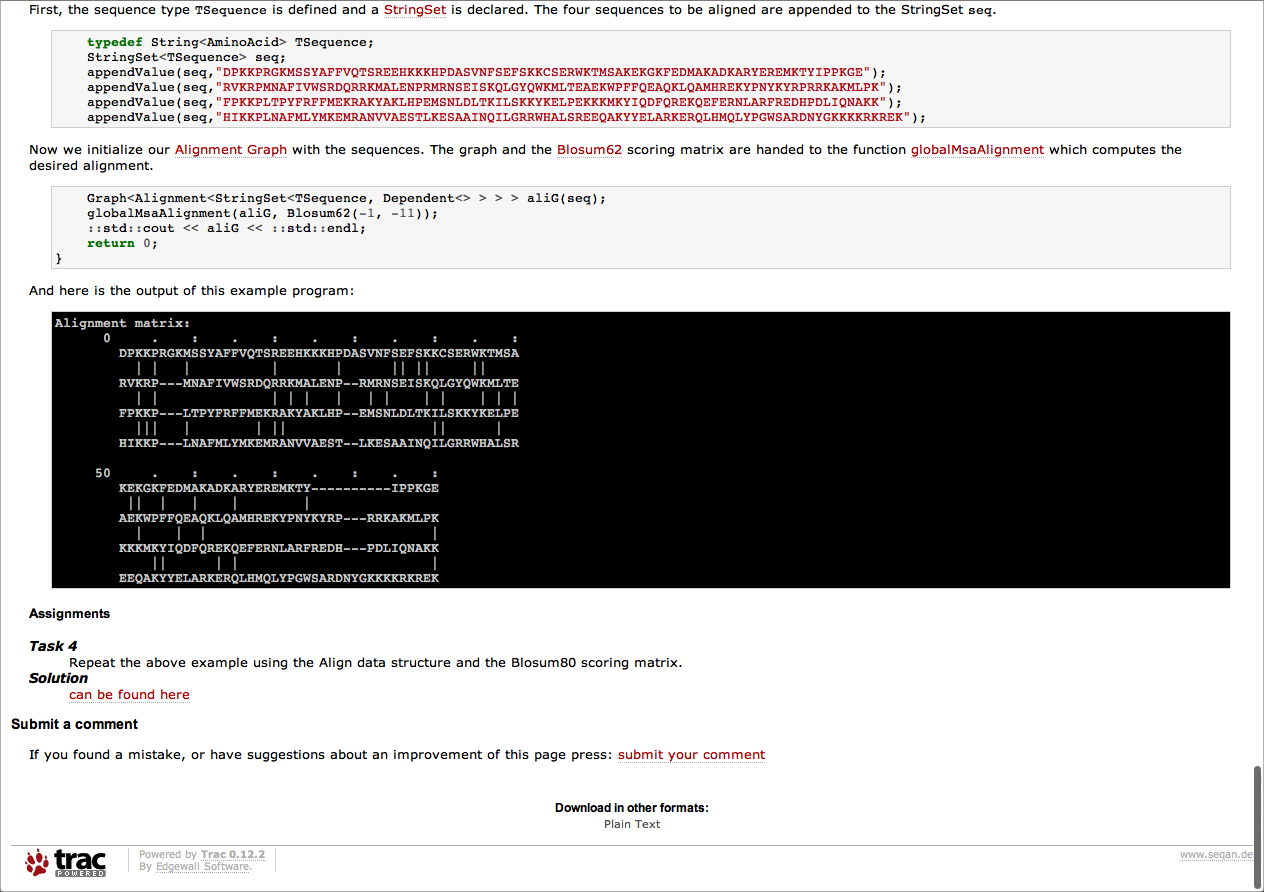 First, the sequence type TSequence is defined and a StringSet is declared. The four sequences to be aligned are appended to the StringSet seq.
typedef String<AminoAcid> TSequence;
StringSet<TSequence> seq;
appendValue(seq,"DPKKPRGKMSSYAFFVQTSREEHKKKHPDASVNFSEFSKKCSERWKTMSAKEKGKFEDMAKADKARYEREMKTYIPPKGE");
appendValue(seq,"RVKRPMNAFIVWSRDQRRKMALENPRMRNSEISKQLGYQWKMLTEAEKWPFFQEAQKLQAMHREKYPNYKYRPRRKAKMLPK");
appendValue(seq,"FPKKPLTPYFRFFMEKRAKYAKLHPEMSNLDLTKILSKKYKELPEKKKMKYIQDFQREKQEFERNLARFREDHPDLIQNAKK");
appendValue(seq,"HIKKPLNAFMLYMKEMRANVVAESTLKESAAINQILGRRWHALSREEQAKYYELARKERQLHMQLYPGWSARDNYGKKKKRKREK");
Now we initialize our Alignment Graph with the sequences. The graph and the Blosum62 scoring matrix are handed to the function globalMsaAlignment which computes the
desired alignment.
Graph<Alignment<StringSet<TSequence, Dependent<> > > > aliG(seq);
globalMsaAlignment(aliG, Blosum62(-1, -11));
::std::cout << aliG << ::std::endl;
return 0;
}
And here is the output of this example program:
Alignment matrix:
0     .    :    .    :    .    :    .    :    .    :
DPKKPRGKMSSYAFFVQTSREEHKKKHPDASVNFSEFSKKCSERWKTMSA
  | |   |          |       |      || ||     ||
RVKRP---MNAFIVWSRDQRRKMALENP--RMRNSEISKQLGYQWKMLTE
  | |              | | |   |   | |    | |    | | |
FPKKP---LTPYFRFFMEKRAKYAKLHP--EMSNLDLTKILSKKYKELPE
  |||   |        | ||                  ||      |
HIKKP---LNAFMLYMKEMRANVVAEST--LKESAAINQILGRRWHALSR
50     .    :    .    :    .    :    .    :
KEKGKFEDMAKADKARYEREMKTY----------IPPKGE
 ||  |   |    |        |
AEKWPFFQEAQKLQAMHREKYPNYKYRP---RRKAKMLPK
  |    |  |                            |
KKKMKYIQDFQREKQEFERNLARFREDH---PDLIQNAKK
    ||      | |                        |
EEQAKYYELARKERQLHMQLYPGWSARDNYGKKKKRKREK
Assignments
Task 4
Repeat the above example using the Align data structure and the Blosum80 scoring matrix.
Solution
can be found here
Submit a comment
If you found a mistake, or have suggestions about an improvement of this page press: submit your comment
Download in other formats:
Plain Text
trac
POWERED
Powered by Trac 0.12.2
By Edgewall Software.
www.seqan.de